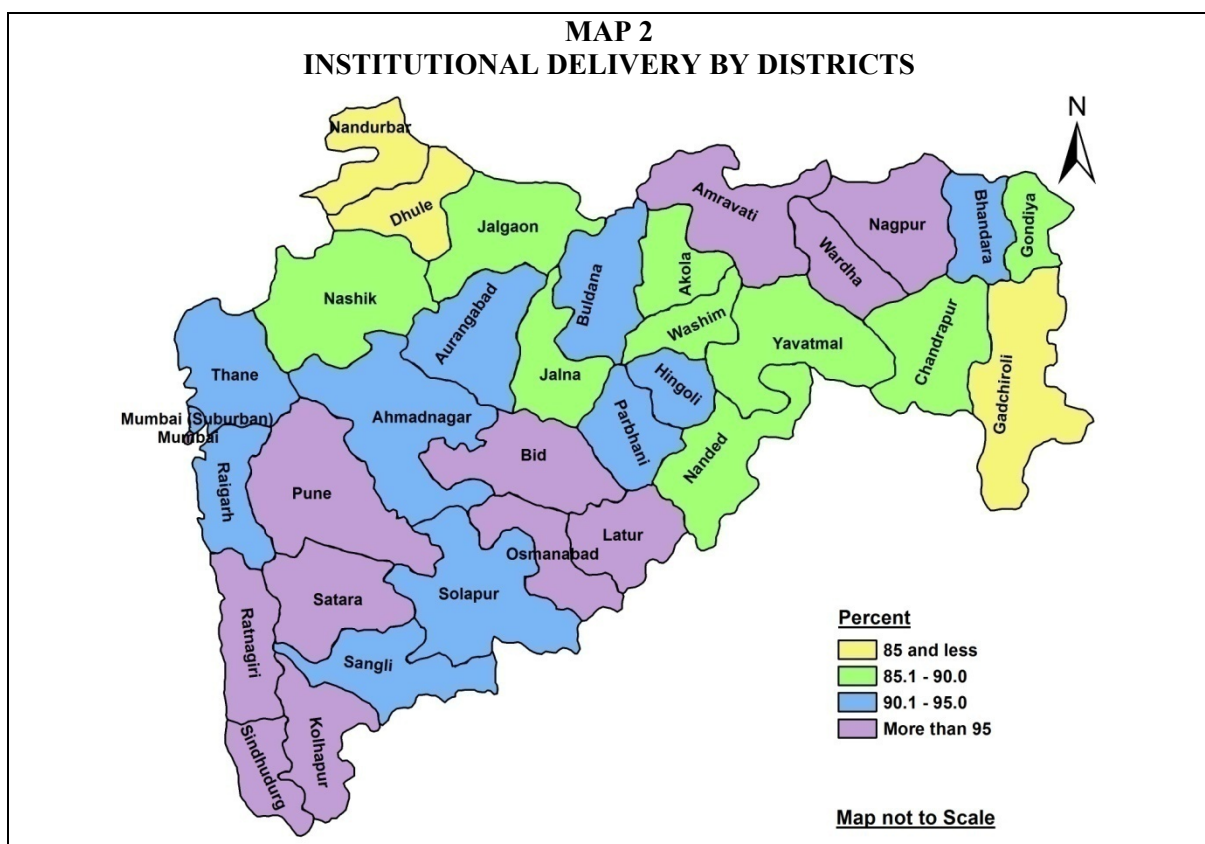 MAP 2
INSTITUTIONAL DELIVERY BY DISTRICTS
N
Nandurbar
Dhule
Jalgaon
Nashik
Buldana
Akola
Amravati
Wardha
Nagpur
Bhandara
Gondiya
Aurangabad
Jalna
Washim
Yavatmal
Chandrapur
Gadchiroli
Thane
Ahmadnagar
Hingoli
Parbhani
Nanded
Mumbai (Suburban)
Mumbai
Raigarh
Pune
Bid
Latur
Osmanabad
Satara
Solapur
Ratnagiri
Sangli
Kolhapur
Sindhudurg
Percent
85 and less
85.1 - 90.0
90.1 - 95.0
More than 95
Map not to Scale